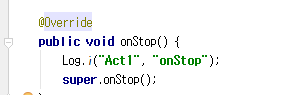 @Override
public void onStop() {
Log.i("Act1", "onStop");
super.onStop();